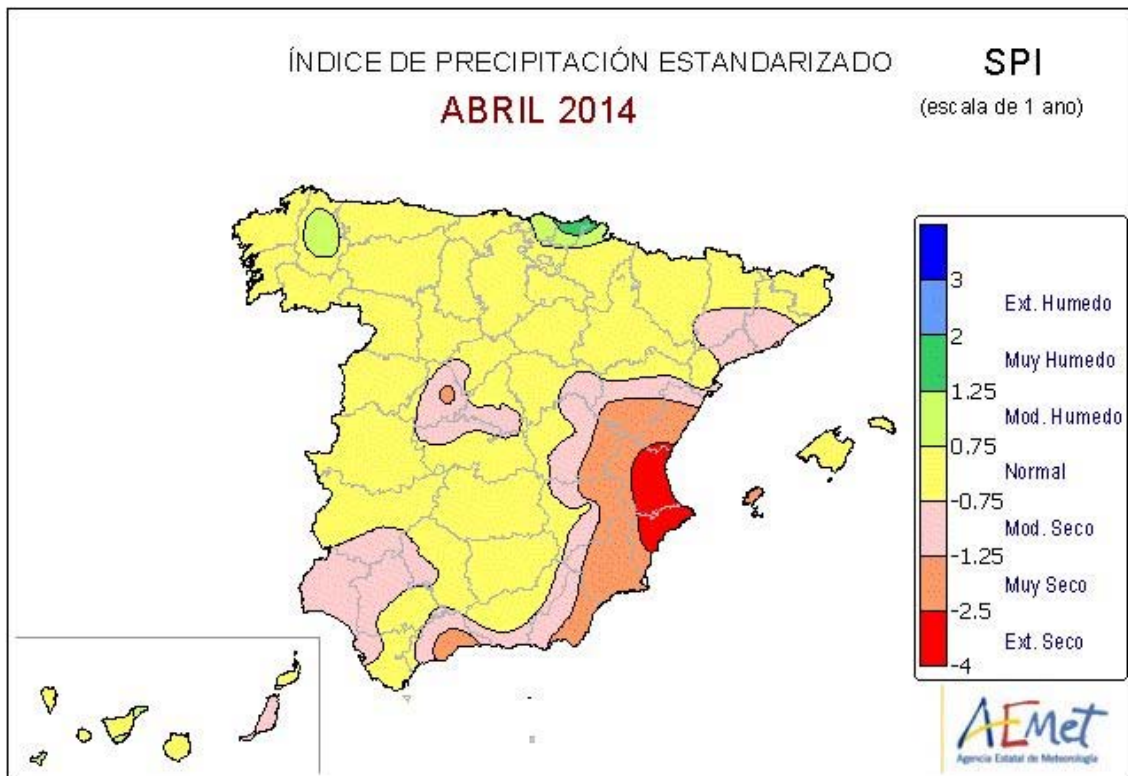 ÍNDICE DE PRECIPITACIÓN ESTANDARIZADO
SPI
ABRIL 2014
(escala de 1 ano)
3
Ext. Humedo
2
Muy Humedo
1.25
Mod. Humedo
0.75
Normal
-0.75
Mod. Seco
-1.25
Muy Seco
-2.5
Ext. Seco
-4
AEMet
Agencia Estatal de Meteorología